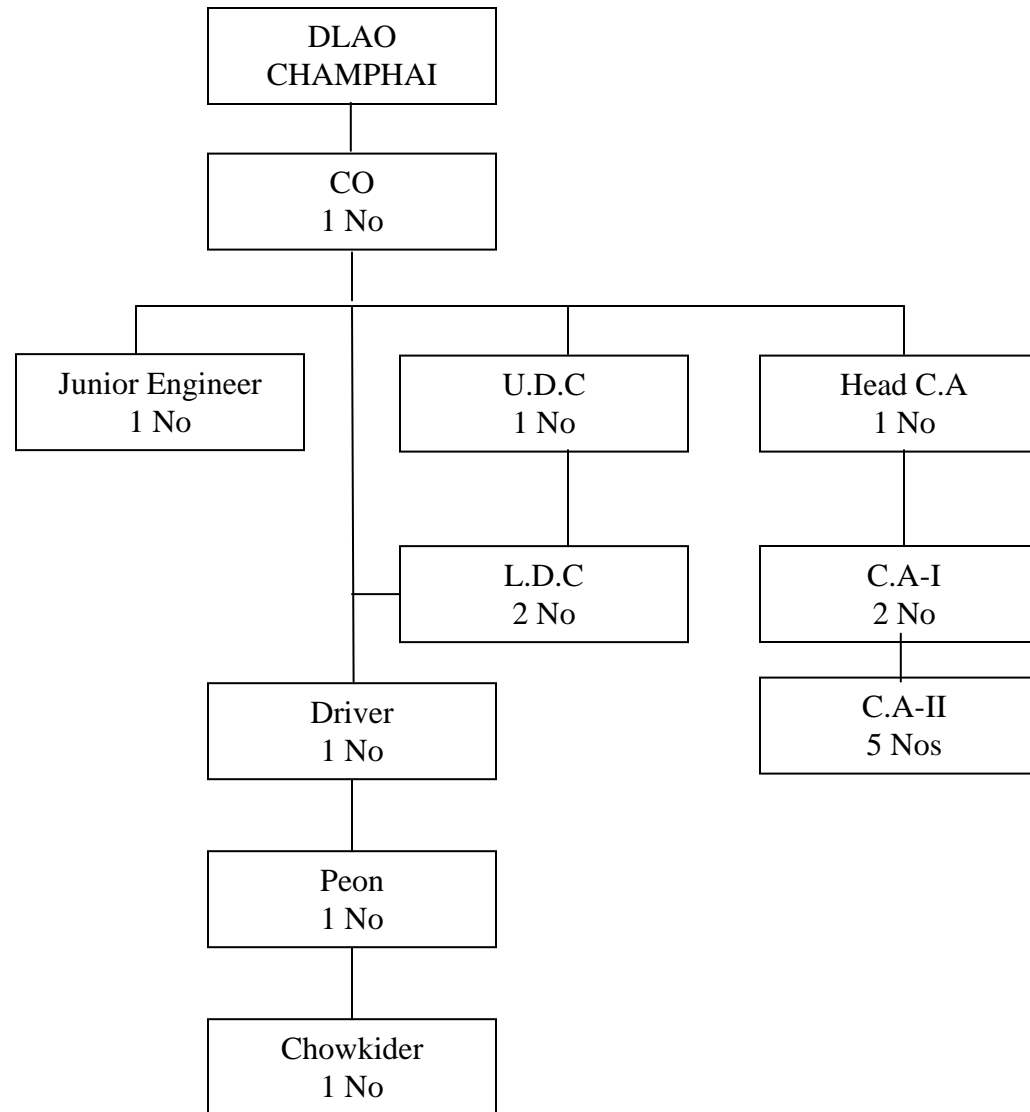 DLAO
CHAMPHAI
CO
1 No
Junior Engineer
1 No
U.D.C
1 No
Head C.A
1 No
L.D.C
2 No
C.A-I
2 No
Driver
1 No
C.A-II
5 Nos
Peon
1 No
Chowkider
1 No